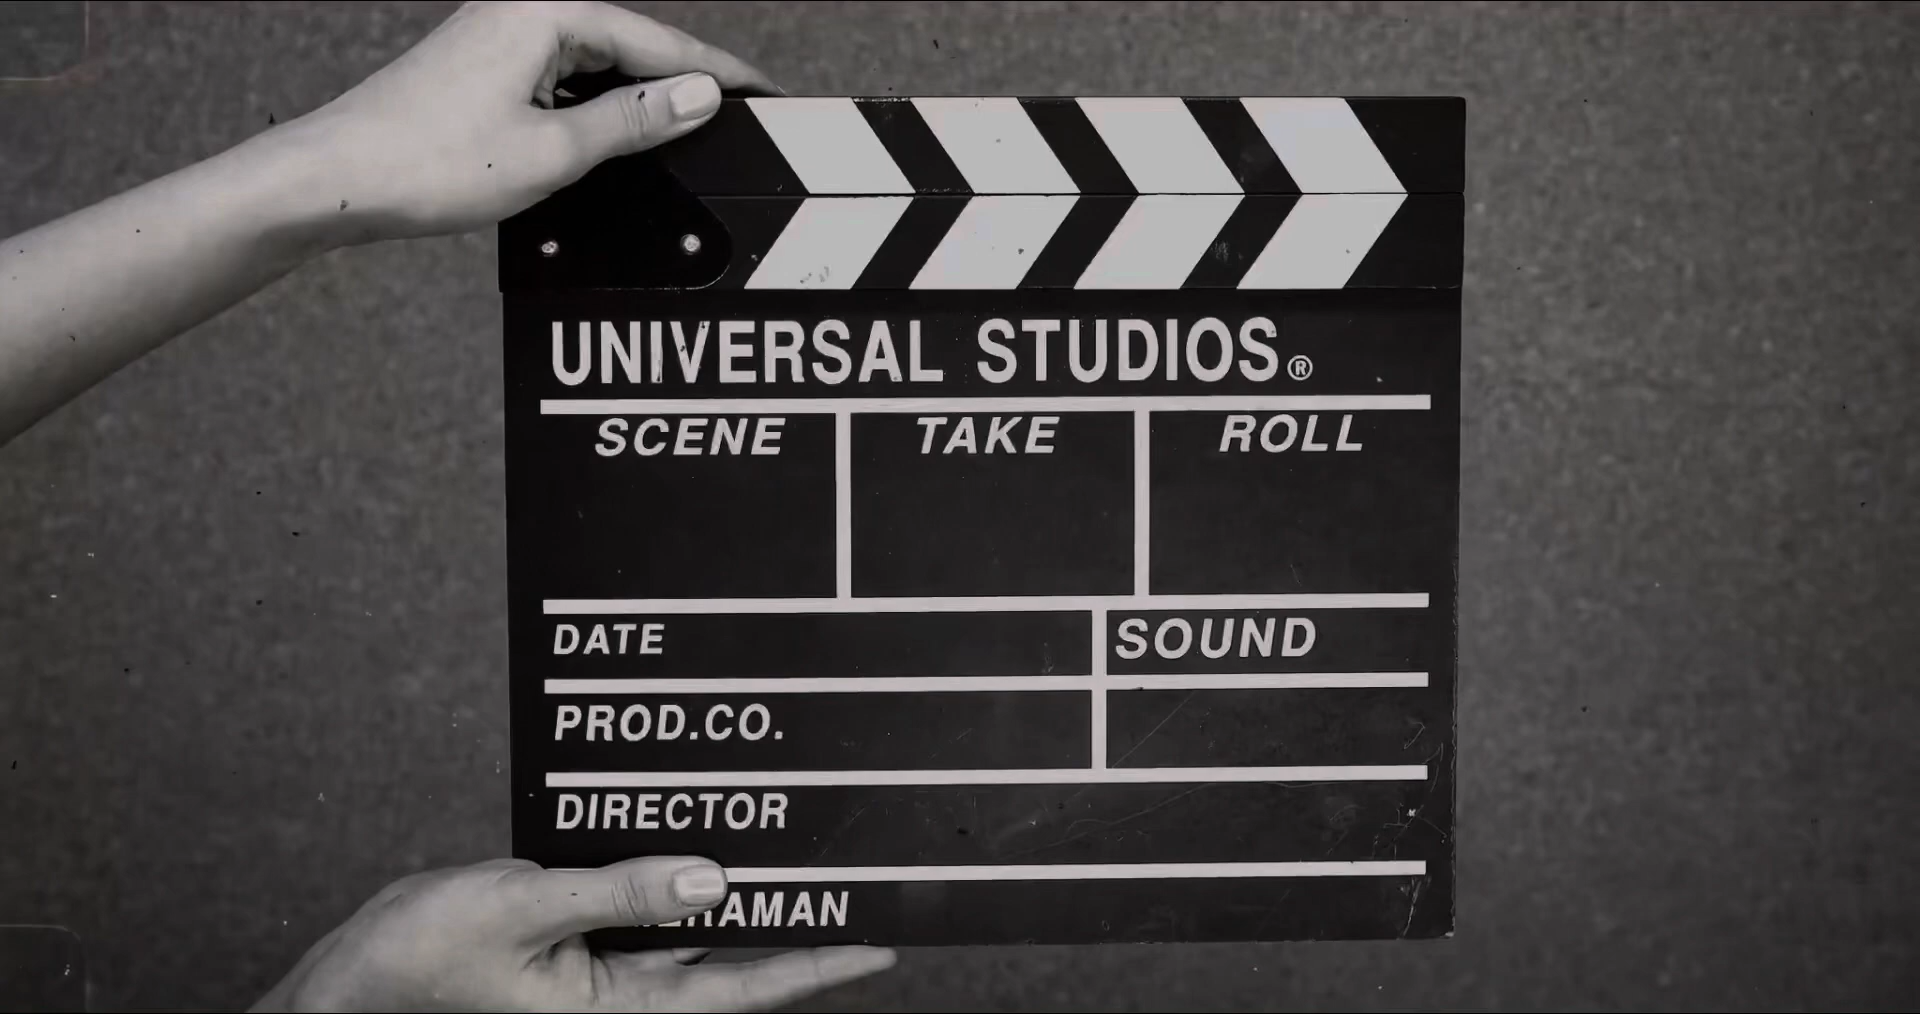 UNIVERSAL STUDIOS®
SCENE TAKE ROLL
DATE SOUND
PROD.CO.
DIRECTOR